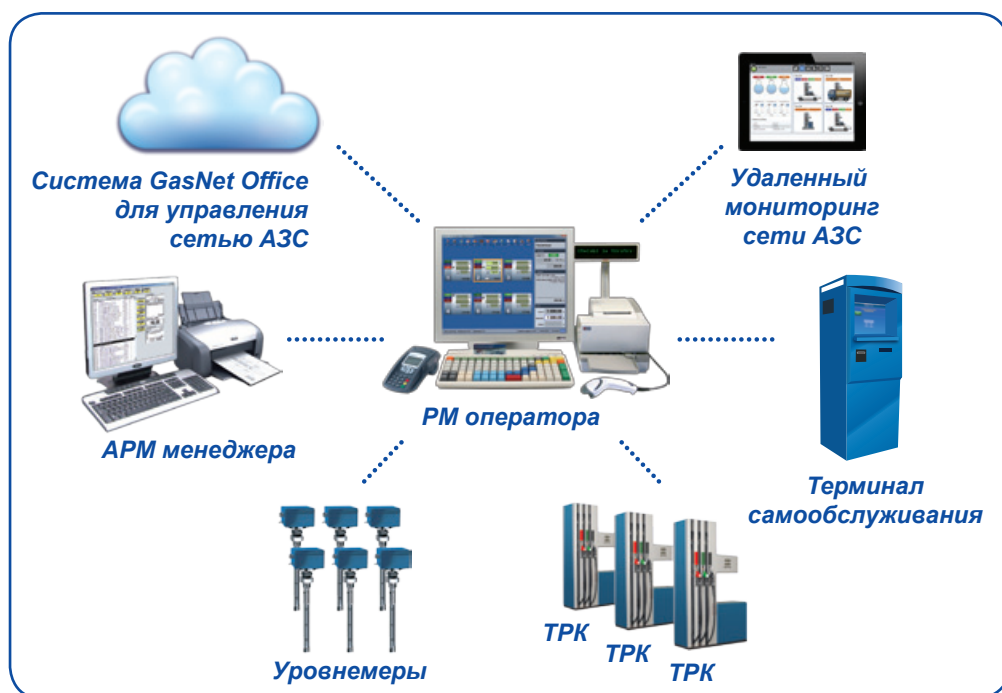 Система GasNet Office
для управления
сетью АЗС
Удаленный
мониторинг
сети АЗС
АРМ менеджера
РМ оператора
Терминал
самообслуживания
Уровнемеры
ТРК
ТРК
ТРК